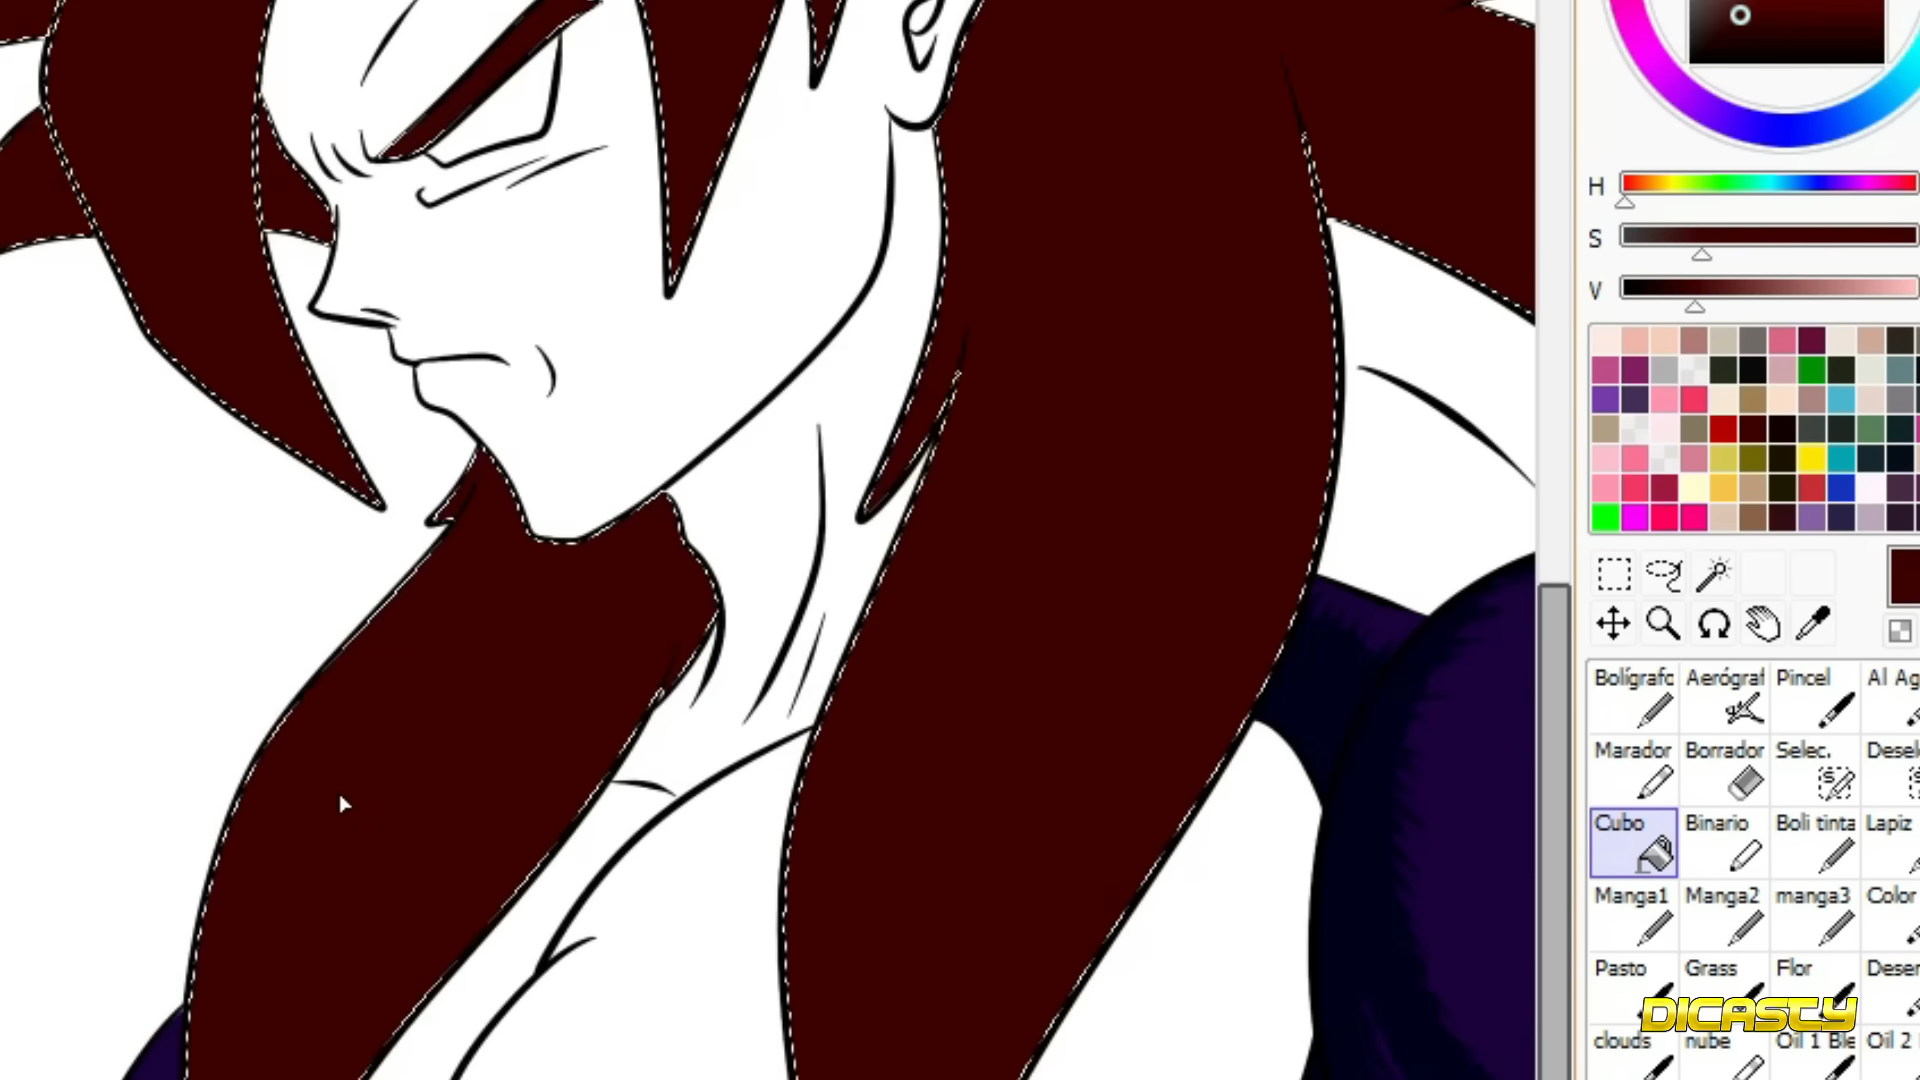 H
S
V
Bolígrafo Aerógraf Pincel Al Ag
Marador Borrador Selec. Desel
Cubo Binario Boli tinta Lapiz
Manga1 Manga2 manga3 Color
Pasto Grass Flor Deser
clouds nube Oil 1 Ble Oil 2
DICASTY